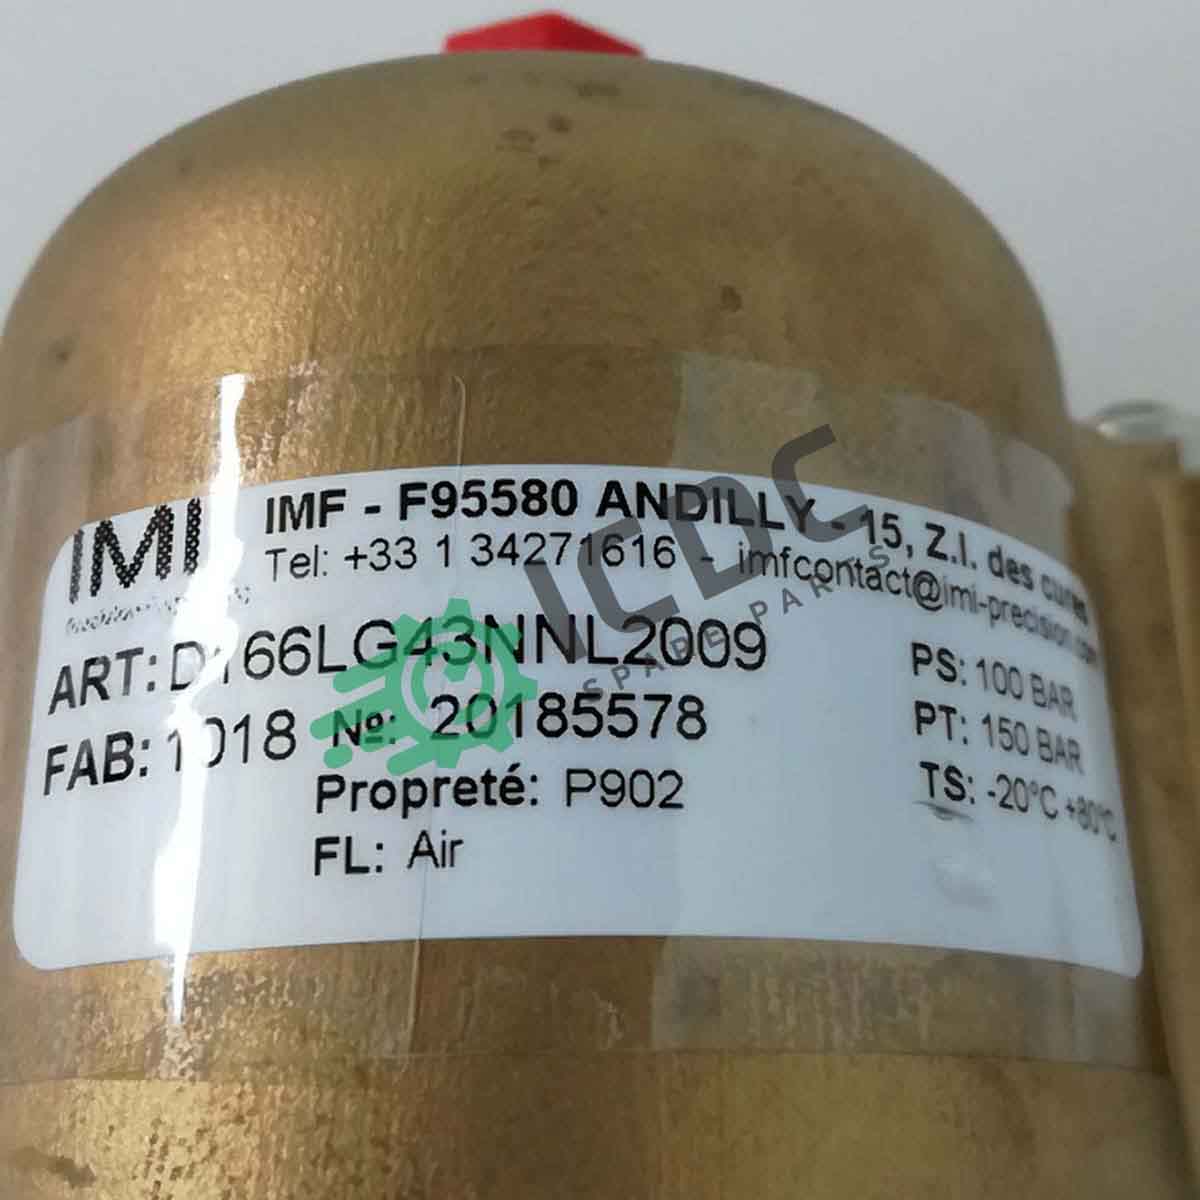 IMI
IMF - F95580 ANDILLY - 15, Z.I. des cures
Tel: +33 1 34271616 - imfcontact@imi-precision.com
ART: D166LG43NNL2009
FAB: 1018 Nº: 20185578
Propreté: P902
FL: Air
PS: 100 BAR
PT: 150 BAR
TS: -20°C +80°C
ICDC
SPARE PARTS